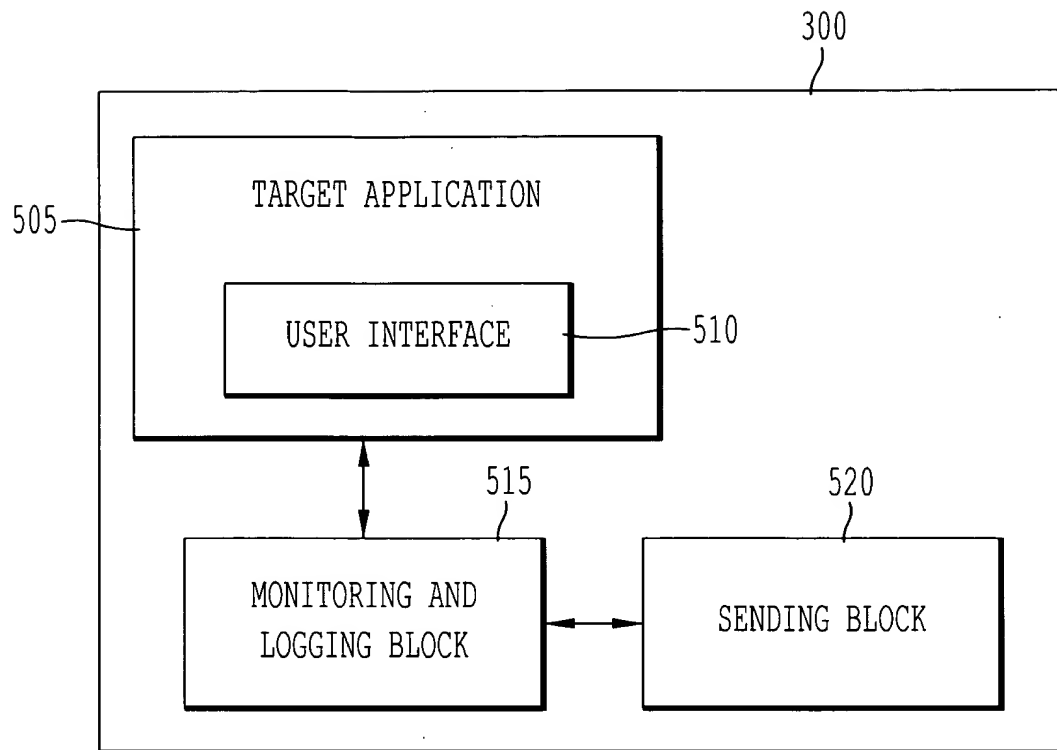 300
TARGET APPLICATION
505
USER INTERFACE
510
515
520
MONITORING AND
LOGGING BLOCK
SENDING BLOCK